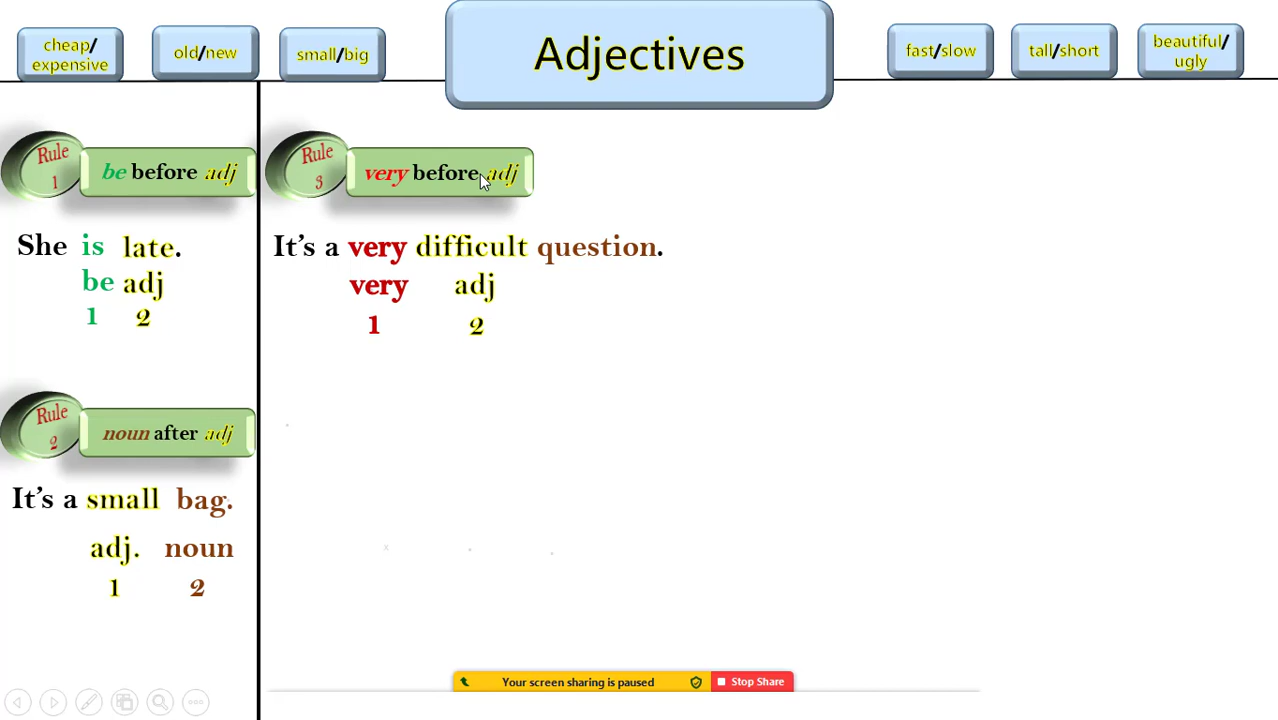 cheap/
expensive
old/new
small/big
Adjectives
fast/slow
tall/short
beautiful/
ugly
Rule
1
be before adj
She is late.
be adj
1 2
Rule
2
noun after adj
It's a small bag.
adj. noun
1 2
Rule
3
very before adj
It's a very difficult question.
very adj
1 2
Your screen sharing is paused
Stop Share